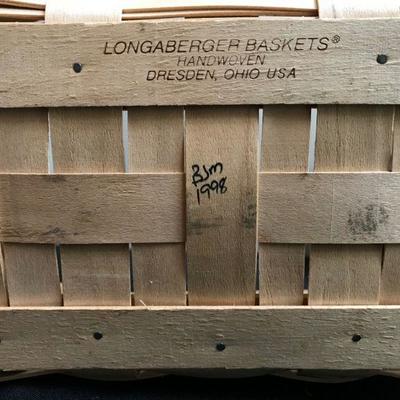 LONGABERGER BASKETS®
HANDWOVEN
DRESDEN, OHIO USA
BJM
1998